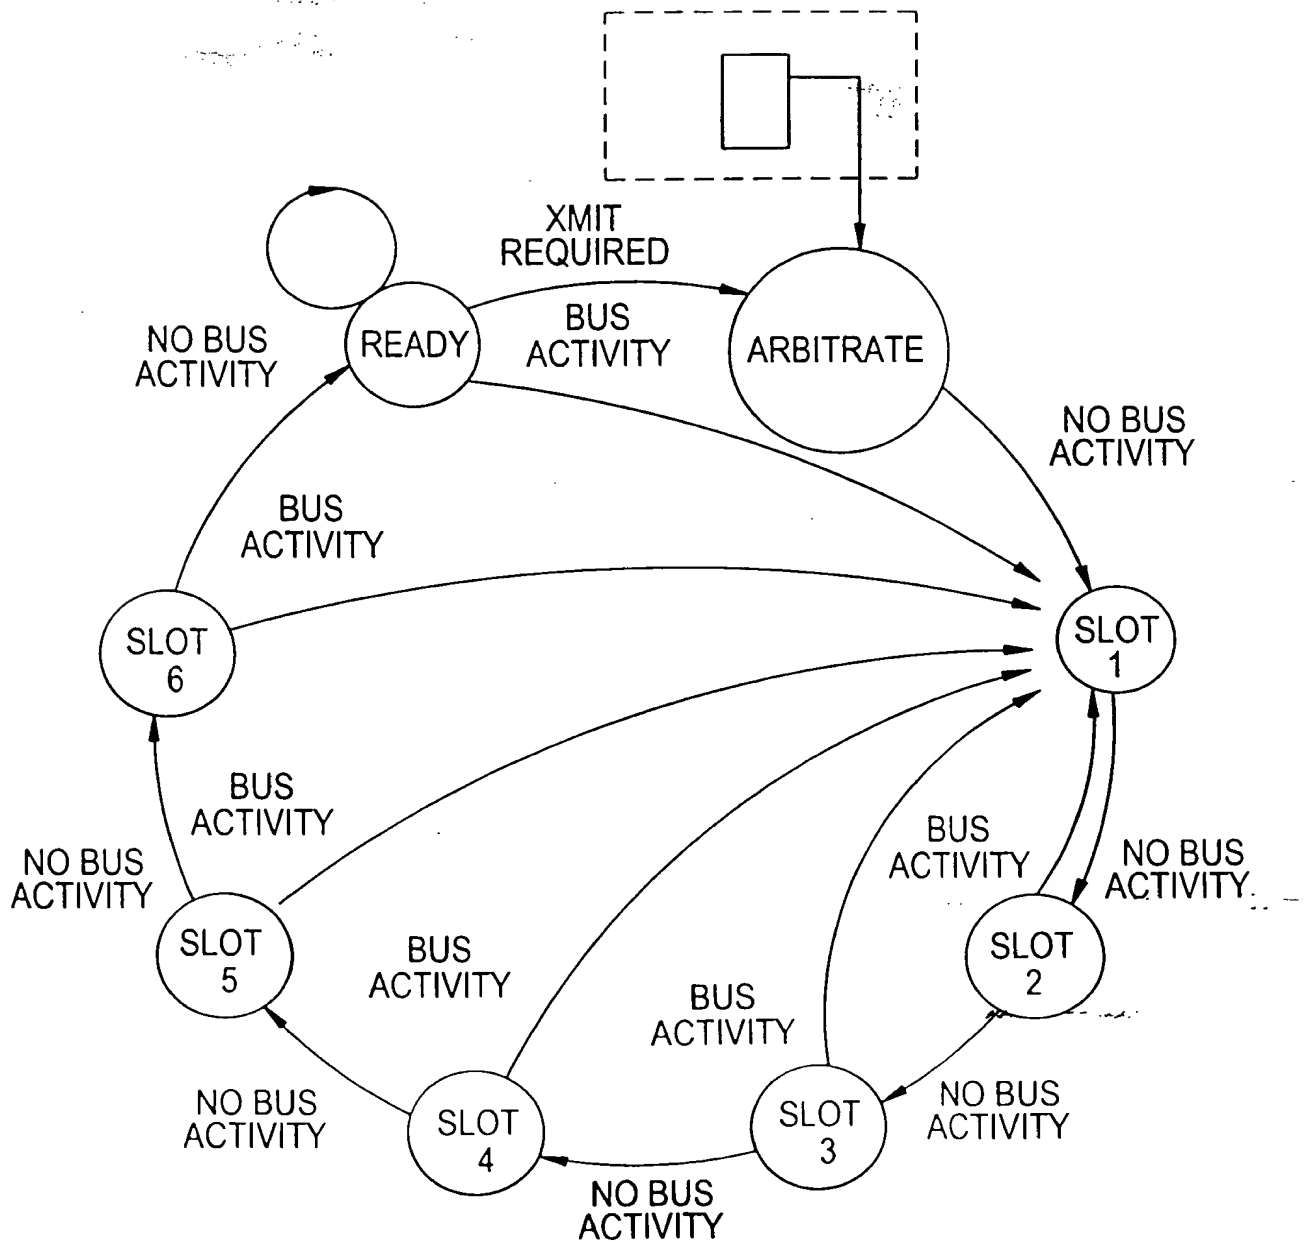 XMIT
REQUIRED
NO BUS
ACTIVITY
READY
BUS
ACTIVITY
ARBITRATE
NO BUS
ACTIVITY
BUS
ACTIVITY
SLOT
6
SLOT
1
BUS
ACTIVITY
NO BUS
ACTIVITY
BUS
ACTIVITY
NO BUS
ACTIVITY
SLOT
5
BUS
ACTIVITY
BUS
ACTIVITY
SLOT
2
NO BUS
ACTIVITY
SLOT
4
SLOT
3
NO BUS
ACTIVITY
NO BUS
ACTIVITY